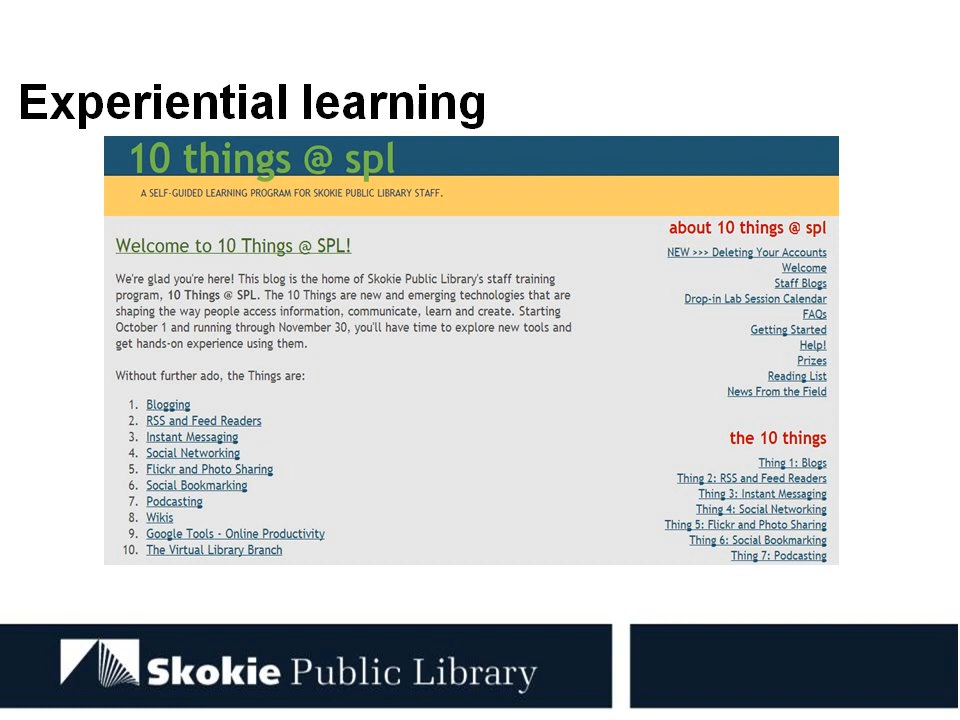 Experiential learning
10 things @ spl
A SELF-GUIDED LEARNING PROGRAM FOR SKOKIE PUBLIC LIBRARY STAFF.
Welcome to 10 Things @ SPL!
We're glad you're here! This blog is the home of Skokie Public Library's staff training
program, 10 Things @ SPL. The 10 Things are new and emerging technologies that are
shaping the way people access information, communicate, learn and create. Starting
October 1 and running through November 30, you'll have time to explore new tools and
get hands-on experience using them.
Without further ado, the Things are:
1. Blogging
2. RSS and Feed Readers
3. Instant Messaging
4. Social Networking
5. Flickr and Photo Sharing
6. Social Bookmarking
7. Podcasting
8. Wikis
9. Google Tools - Online Productivity
10. The Virtual Library Branch
about 10 things @ spl
NEW >>> Deleting Your Accounts
Welcome
Staff Blogs
Drop-in Lab Session Calendar
FAQs
Getting Started
Help!
Prizes
Reading List
News From the Field
the 10 things
Thing 1: Blogs
Thing 2: RSS and Feed Readers
Thing 3: Instant Messaging
Thing 4: Social Networking
Thing 5: Flickr and Photo Sharing
Thing 6: Social Bookmarking
Thing 7: Podcasting
Skokie Public Library